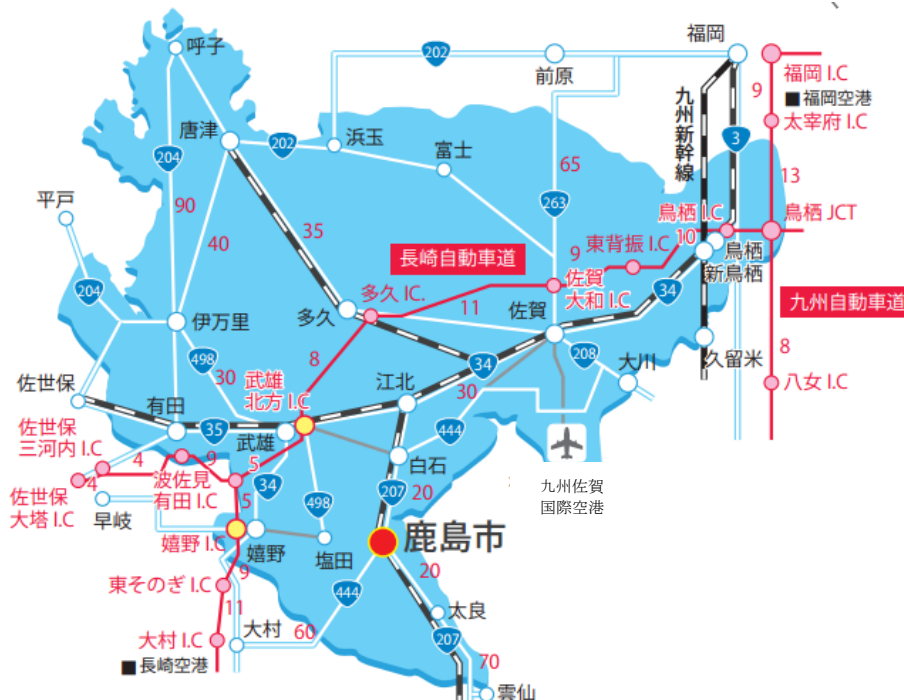 呼子
202
前原
福岡
福岡 I.C
9
■福岡空港
太宰府 I.C
九州新幹線
3
唐津
202
浜玉
富士
204
65
13
平戸
90
263
鳥栖 I.C
鳥栖 JCT
40
35
長崎自動車道
9
東背振 I.C
10
鳥栖
新鳥栖
204
多久 IC.
11
佐賀
大和 I.C
34
九州自動車道
伊万里
多久
佐賀
498
8
34
208
大川
久留米
8
佐世保
30
武雄
北方 I.C
江北
30
八女 I.C
有田
35
武雄
444
佐世保
三河内 I.C
4
9
5
白石
4
波佐見
有田 I.C
34
207
20
佐世保
大塔 I.C
5
498
九州佐賀
国際空港
早岐
嬉野 I.C
嬉野
塩田
鹿島市
9
20
東そのぎ I.C
444
11
太良
大村 I.C
大村
60
207
■長崎空港
70
雲仙